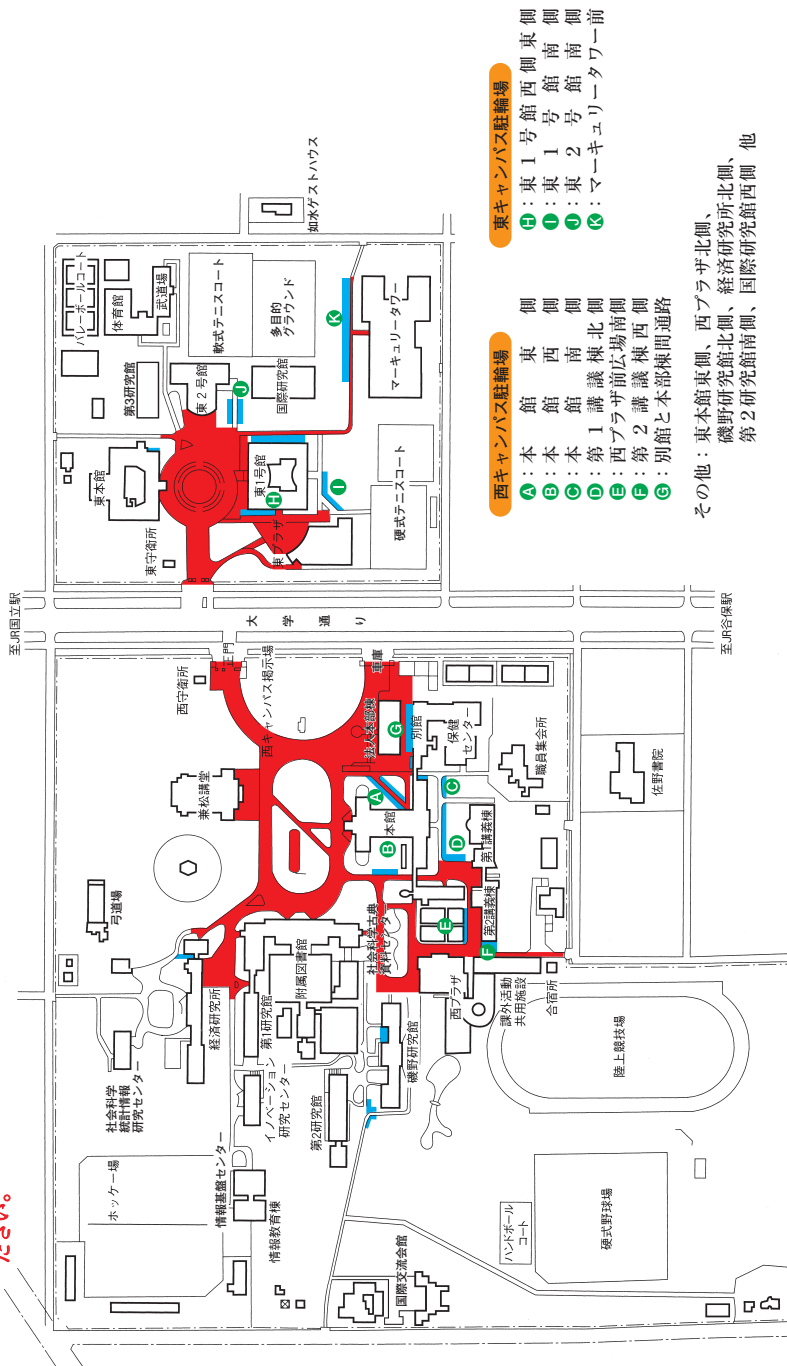 ださい。
至JR国立駅
大学通り
至JR谷保駅
社会科学
統計情報
研究センター
ホッケー場
情報基盤センター
情報教育棟
国際交流会館
ハンドボール
コート
硬式野球場
陸上競技場
弓道場
経済研究所
第1研究館
イノベーション
研究センター
第2研究館
附属図書館
社会科学古典
資料センター
磯野研究館
西プラザ
課外活動
共用施設
合宿所
兼松講堂
西守衛所
正門
西キャンパス掲示場
車庫
法人本部棟
本館
別館
保健
センター
職員集会所
第1講義棟
第2講義棟
佐野書院
A
B
C
D
E
F
G
東守衛所
東本館
第3研究館
バレーボールコート
体育館
武道場
東2号館
軟式テニスコート
多目的
グラウンド
国際研究館
東1号館
東プラザ
硬式テニスコート
マーキュリータワー
如水ゲストハウス
H
I
J
K
西キャンパス駐輪場
A：本館東側
B：本館西側
C：本館南側
D：第1講議棟北側
E：西プラザ前広場南側
F：第2講議棟西側
G：別館と本部棟間通路
東キャンパス駐輪場
H：東1号館西側東側
I：東1号館南側
J：東2号館南側
K：マーキュリータワー前
その他：東本館東側、西プラザ北側、
磯野研究館北側、経済研究所北側、
第2研究館南側、国際研究館西側 他